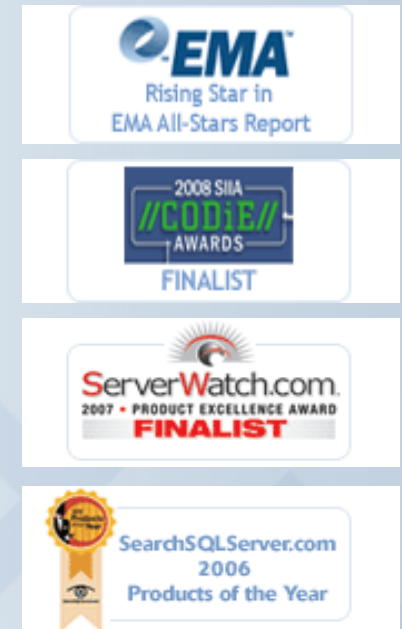 EMA
Rising Star in
EMA All-Stars Report
2008 SIIA
//CODiE//
AWARDS
FINALIST
ServerWatch.com
2007 • PRODUCT EXCELLENCE AWARD
FINALIST
Products
SearchSQLServer.com
2006
Products of the Year